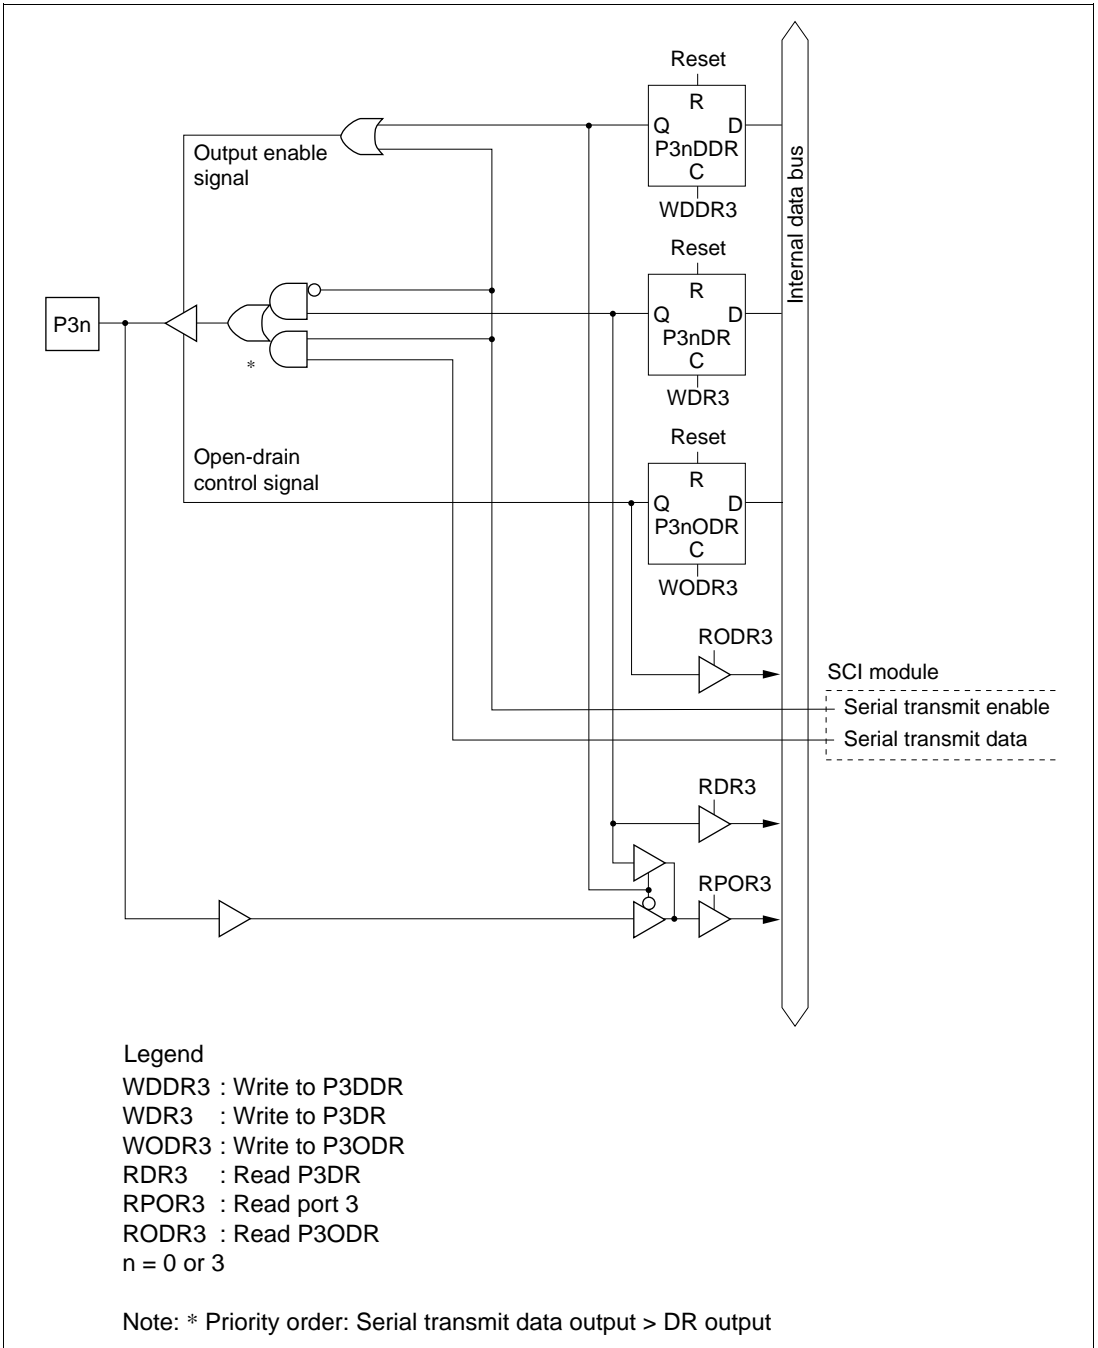 Reset
R
Q D
P3nDDR
C
WDDR3
Output enable
signal
Internal data bus
Reset
R
Q D
P3nDR
C
WDR3
P3n
*
Reset
R
Q D
P3nODR
C
WODR3
Open-drain
control signal
RODR3
SCI module
Serial transmit enable
Serial transmit data
RDR3
RPOR3
Legend
WDDR3 : Write to P3DDR
WDR3 : Write to P3DR
WODR3 : Write to P3ODR
RDR3 : Read P3DR
RPOR3 : Read port 3
RODR3 : Read P3ODR
n = 0 or 3
Note: * Priority order: Serial transmit data output > DR output